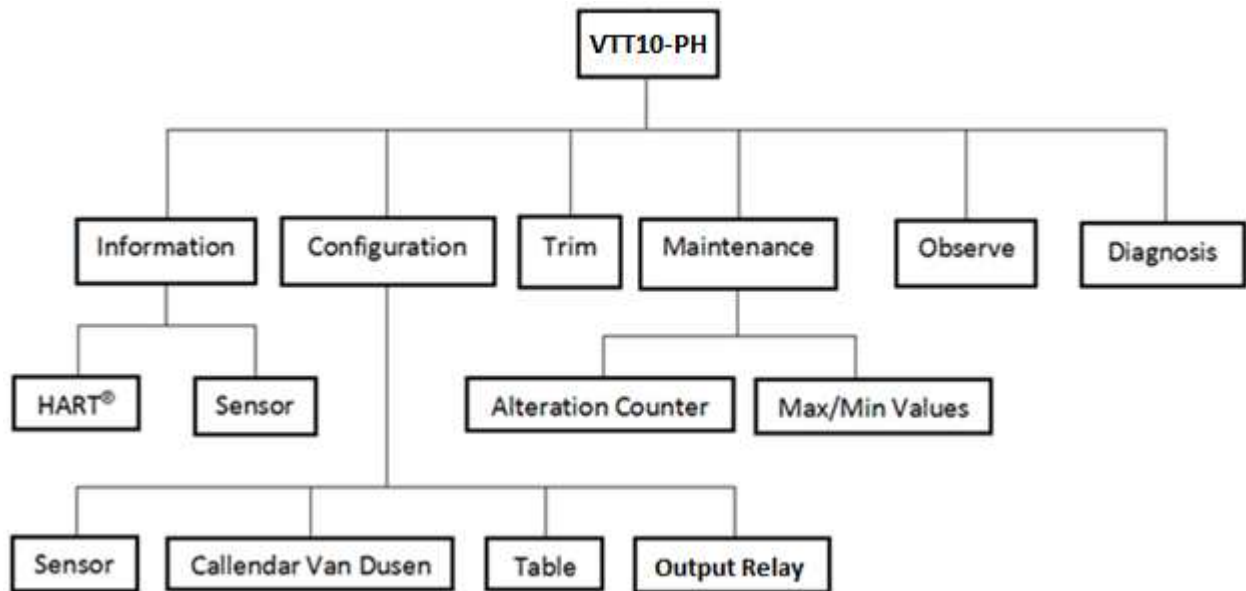 VTT10-PH
Information
Configuration
Trim
Maintenance
Observe
Diagnosis
HART®
Sensor
Alteration Counter
Max/Min Values
Sensor
Callendar Van Dusen
Table
Output Relay